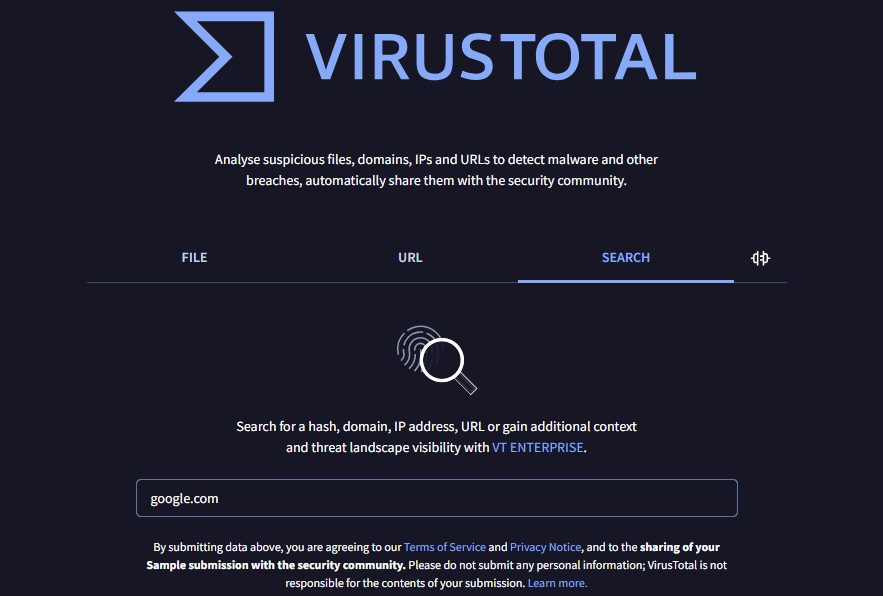 VIRUSTOTAL
Analyse suspicious files, domains, IPs and URLs to detect malware and other
breaches, automatically share them with the security community.
FILE
URL
SEARCH
Search for a hash, domain, IP address, URL or gain additional context
and threat landscape visibility with VT ENTERPRISE.
google.com
By submitting data above, you are agreeing to our Terms of Service and Privacy Notice, and to the sharing of your
Sample submission with the security community. Please do not submit any personal information; VirusTotal is not
responsible for the contents of your submission. Learn more.